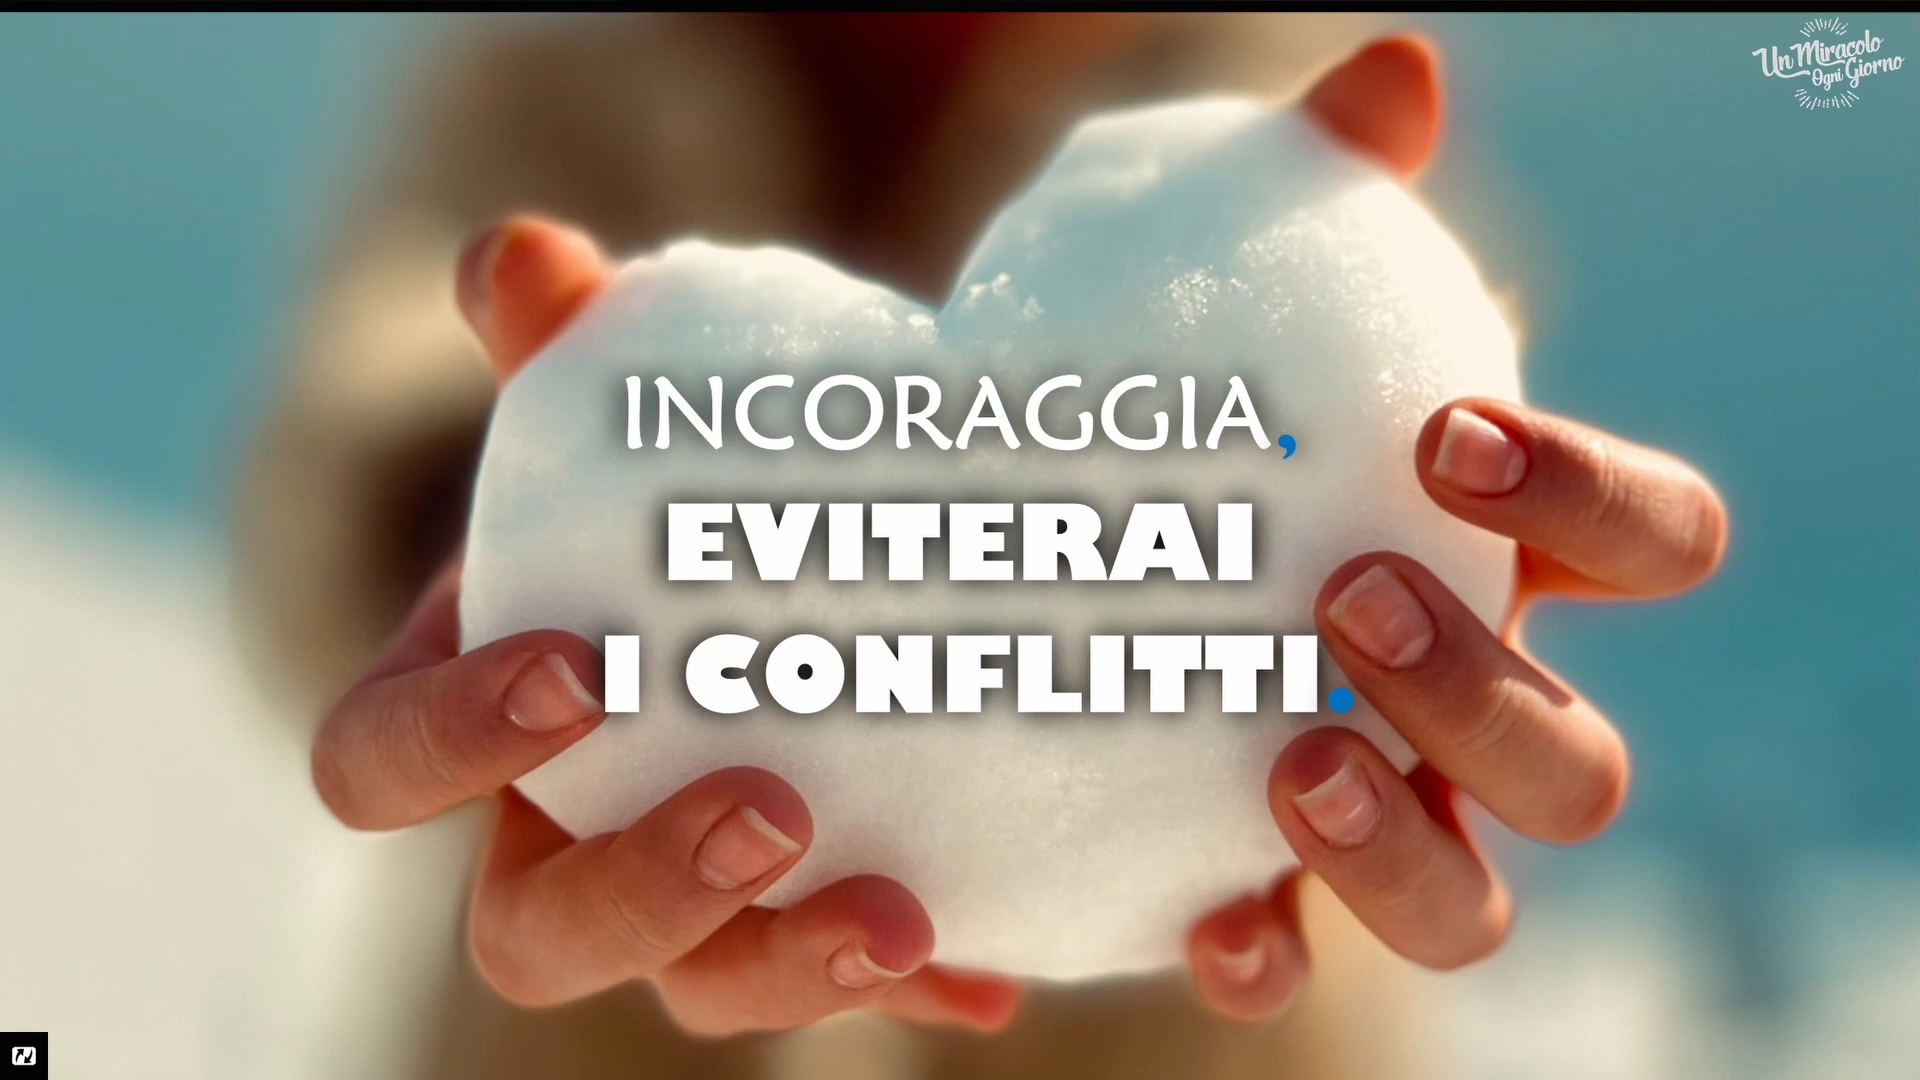 Un Miracolo
Ogni Giorno
INCORAGGIA,
EVITERAI
I CONFLITTI.